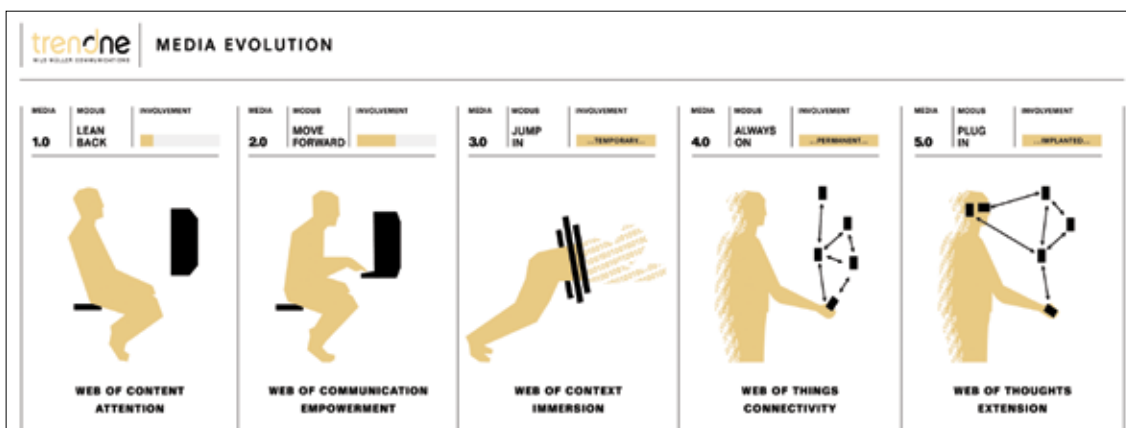 trendone
NILS MÜLLER COMMUNICATIONS
MEDIA EVOLUTION
MEDIA MODUS INVOLVEMENT
1.0 LEAN BACK
WEB OF CONTENT
ATTENTION
MEDIA MODUS INVOLVEMENT
2.0 MOVE FORWARD
WEB OF COMMUNICATION
EMPOWERMENT
MEDIA MODUS INVOLVEMENT
3.0 JUMP IN ...TEMPORARY...
WEB OF CONTEXT
IMMERSION
MEDIA MODUS INVOLVEMENT
4.0 ALWAYS ON ...PERMANENT...
WEB OF THINGS
CONNECTIVITY
MEDIA MODUS INVOLVEMENT
5.0 PLUG IN ...IMPLANTED...
WEB OF THOUGHTS
EXTENSION